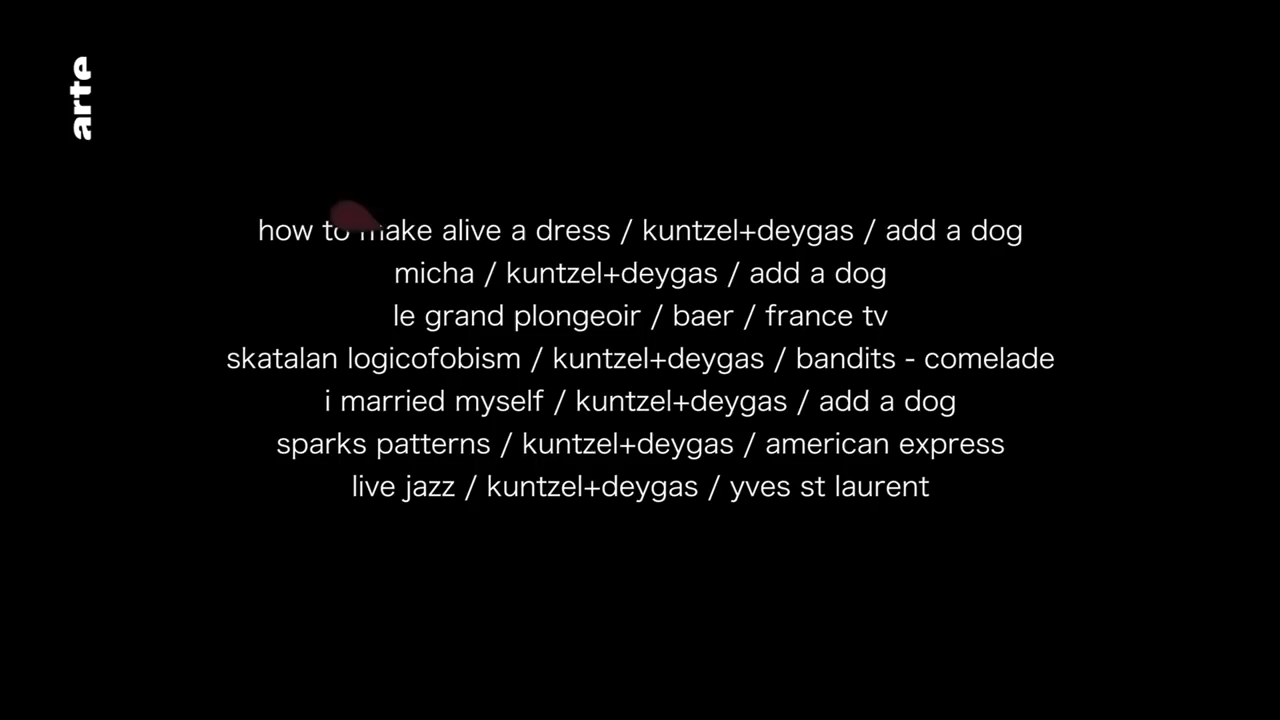 arte
how to make alive a dress / kuntzel+deygas / add a dog
micha / kuntzel+deygas / add a dog
le grand plongeoir / baer / france tv
skatalan logicofobism / kuntzel+deygas / bandits - comelade
i married myself / kuntzel+deygas / add a dog
sparks patterns / kuntzel+deygas / american express
live jazz / kuntzel+deygas / yves st laurent